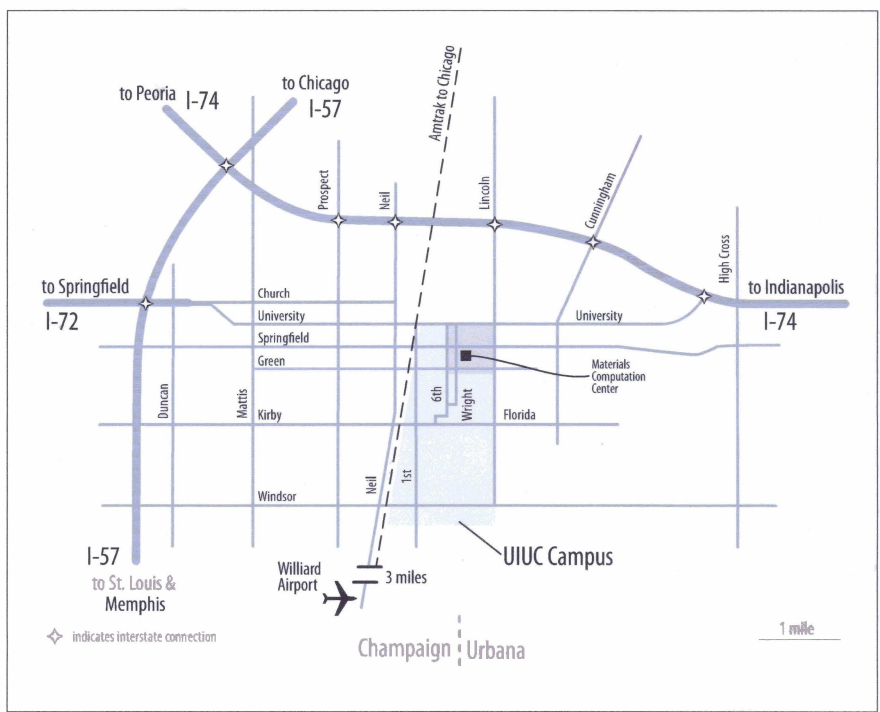 Amtrak to Chicago
to Peoria
I-74
to Chicago
I-57
Prospect
Neil
Lincoln
Cunningham
High Cross
to Springfield
I-72
Church
University
University
to Indianapolis
I-74
Springfield
Green
Materials
Computation
Center
Duncan
Mattis
Kirby
6th
Wright
Florida
Neil
1st
Windsor
I-57
to St. Louis &
Memphis
Williard
Airport
3 miles
UIUC Campus
indicates interstate connection
Champaign
Urbana
1 mile